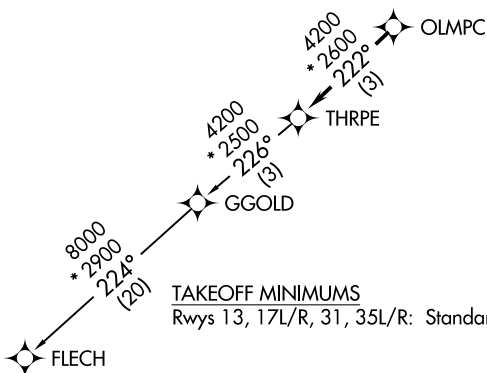 OLMPC
4200
* 2600
222°
(3)
THRPE
4200
* 2500
226°
(3)
GGOLD
8000
* 2900
224°
(20)
TAKEOFF MINIMUMS
Rwys 13, 17L/R, 31, 35L/R: Standar
FLECH